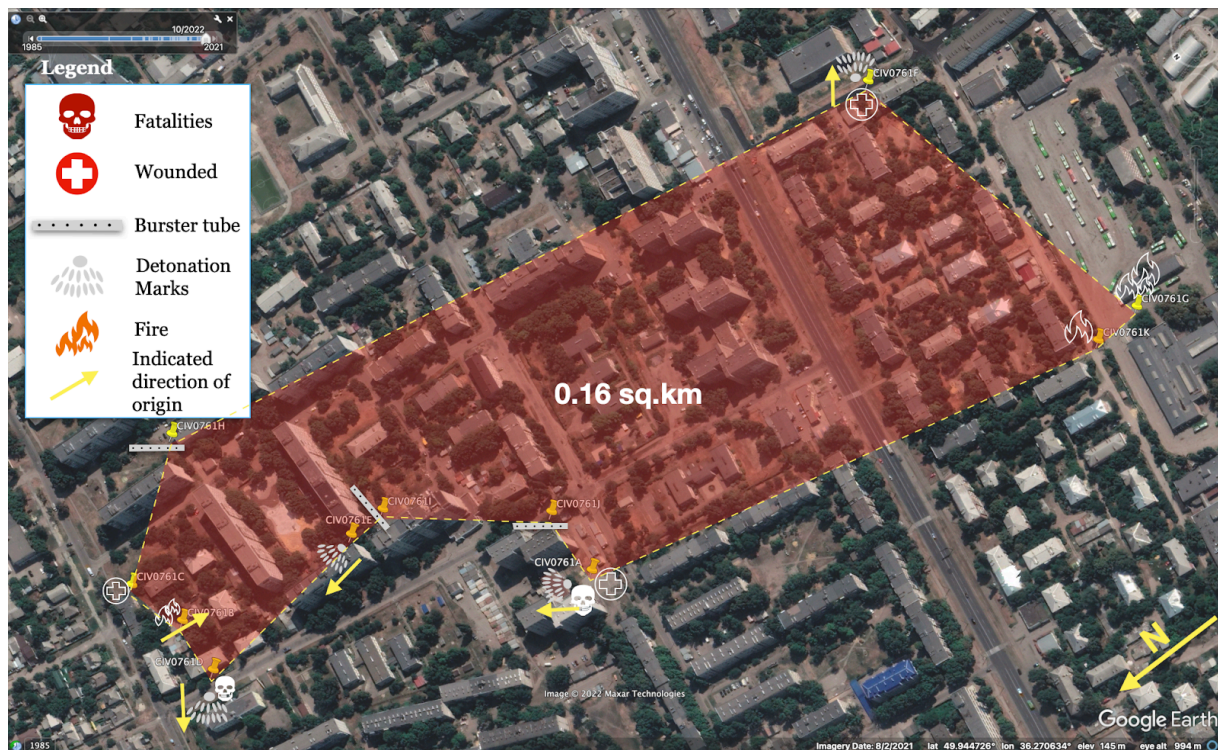 10/2022
1985
2021
Legend
Fatalities
Wounded
Burster tube
Detonation
Marks
Fire
Indicated
direction of
origin
CIV0761F
CIV0761G
CIV0761K
0.16 sq.km
CIV0761H
CIV0761I
CIV0761J
CIV0761E
CIV0761A
CIV0761C
CIV0761B
CIV0761D
N
Image © 2022 Maxar Technologies
Google Earth
1985
Imagery Date: 8/2/2021 lat 49.944726° lon 36.270634° elev 145 m eye alt 994 m